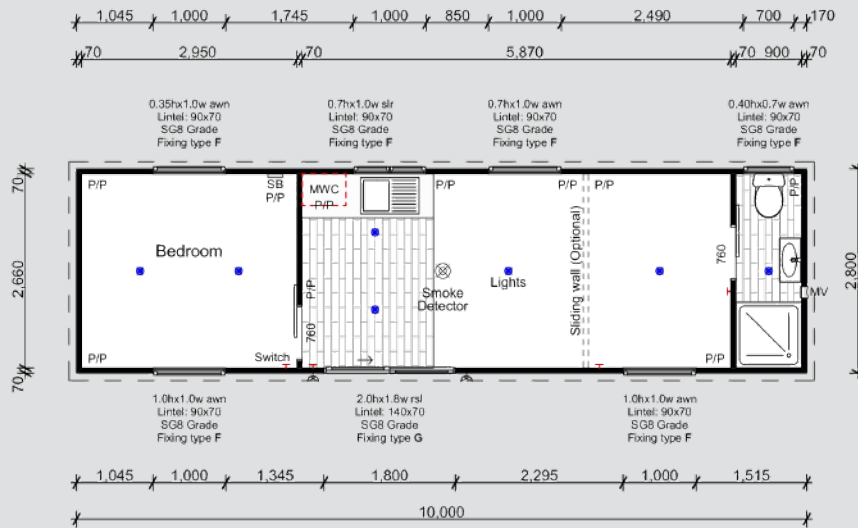 1,045 1,000 1,745 1,000 850 1,000 2,490 700 170
70 2,950 70 5,870 70 900 70
0.35hx1.0w awn
Lintel: 90x70
SG8 Grade
Fixing type F
0.7hx1.0w slr
Lintel: 90x70
SG8 Grade
Fixing type F
0.7hx1.0w awn
Lintel: 90x70
SG8 Grade
Fixing type F
0.40hx0.7w awn
Lintel: 90x70
SG8 Grade
Fixing type F
70
2,660
70
P/P
SB
P/P
MWC
P/P
P/P
P/P
P/P
Bedroom
P/P
760
Smoke
Detector
Lights
Sliding wall (Optional)
760
MV
2,800
P/P
Switch
P/P
1.0hx1.0w awn
Lintel: 90x70
SG8 Grade
Fixing type F
2.0hx1.8w rsl
Lintel: 140x70
SG8 Grade
Fixing type G
1.0hx1.0w awn
Lintel: 90x70
SG8 Grade
Fixing type F
1,045 1,000 1,345 1,800 2,295 1,000 1,515
10,000